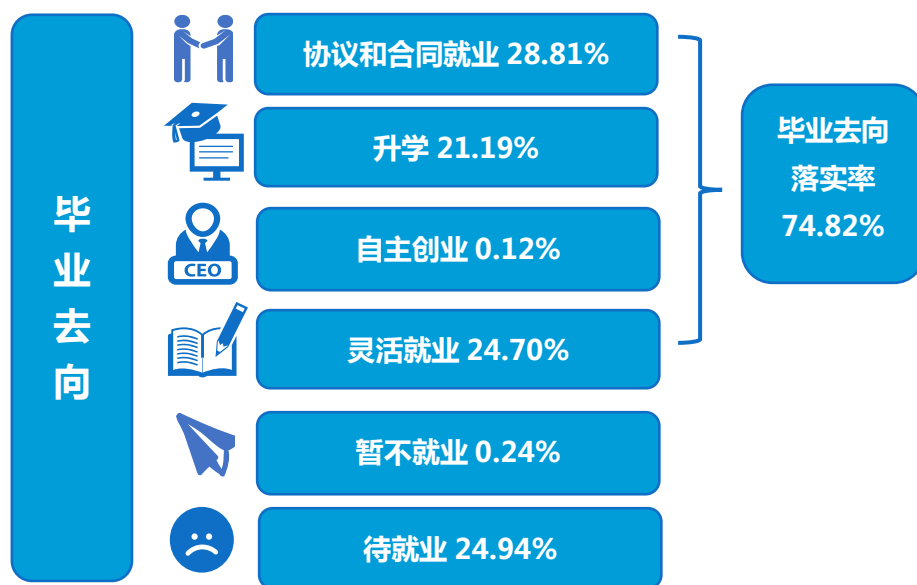 毕业去向
协议和合同就业 28.81%
升学 21.19%
CEO
自主创业 0.12%
灵活就业 24.70%
暂不就业 0.24%
待就业 24.94%
毕业去向
落实率
74.82%